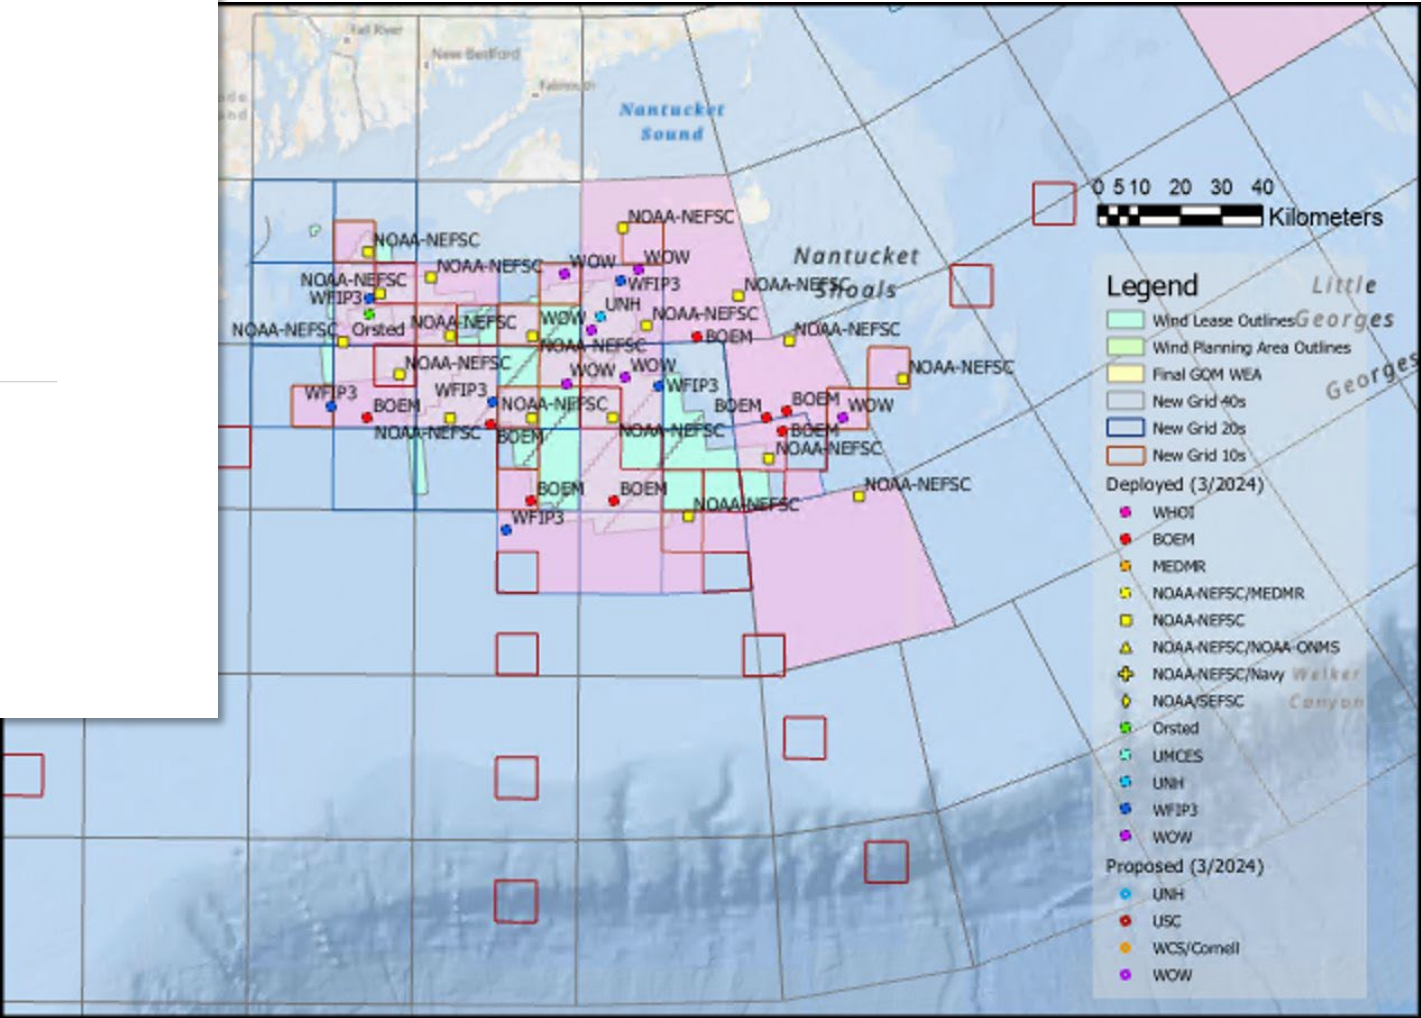 Fall River
New Bedford
Falmouth
Nantucket
Sound
0 5 10 20 30 40
Kilometers
NOAA-NEFSC
NOAA-NEFSC
WOW
WOW
NOAA-NEFSC
Nantucket
Shoals
NOAA-NEFSC
WFIP3
NOAA-NEFSC
WFIP3
UNH
NOAA-NEFSC
WOW
NOAA-NEFSC
Orsted
NOAA-NEFSC
BOEM
NOAA-NEFSC
NOAA-NEFSC
NOAA-NEFSC
WOW
WOW
NOAA-NEFSC
WFIP3
WFIP3
WFIP3
BOEM
NOAA-NEFSC
BOEM
BOEM
WOW
NOAA-NEFSC
BOEM
NOAA-NEFSC
BOEM
NOAA-NEFSC
BOEM
BOEM
NOAA-NEFSC
NOAA-NEFSC
WFIP3
Little
Georges
Georges
Welker
Canyon
Legend
Wind Lease Outlines
Wind Planning Area Outlines
Final GOM WEA
New Grid 40s
New Grid 20s
New Grid 10s
Deployed (3/2024)
WHOI
BOEM
MEDMR
NOAA-NEFSC/MEDMR
NOAA-NEFSC
NOAA-NEFSC/NOAA-ONMS
NOAA-NEFSC/Navy
NOAA/SEFSC
Orsted
UMCES
UNH
WFIP3
WOW
Proposed (3/2024)
UNH
USC
WCS/Cornell
WOW